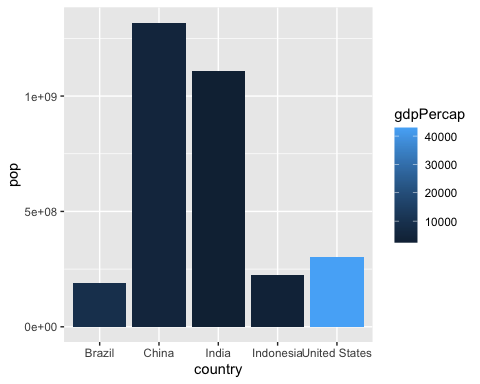 gdpPercap
40000
30000
20000
10000
pop
1e+09
5e+08
0e+00
Brazil China India Indonesia United States
country